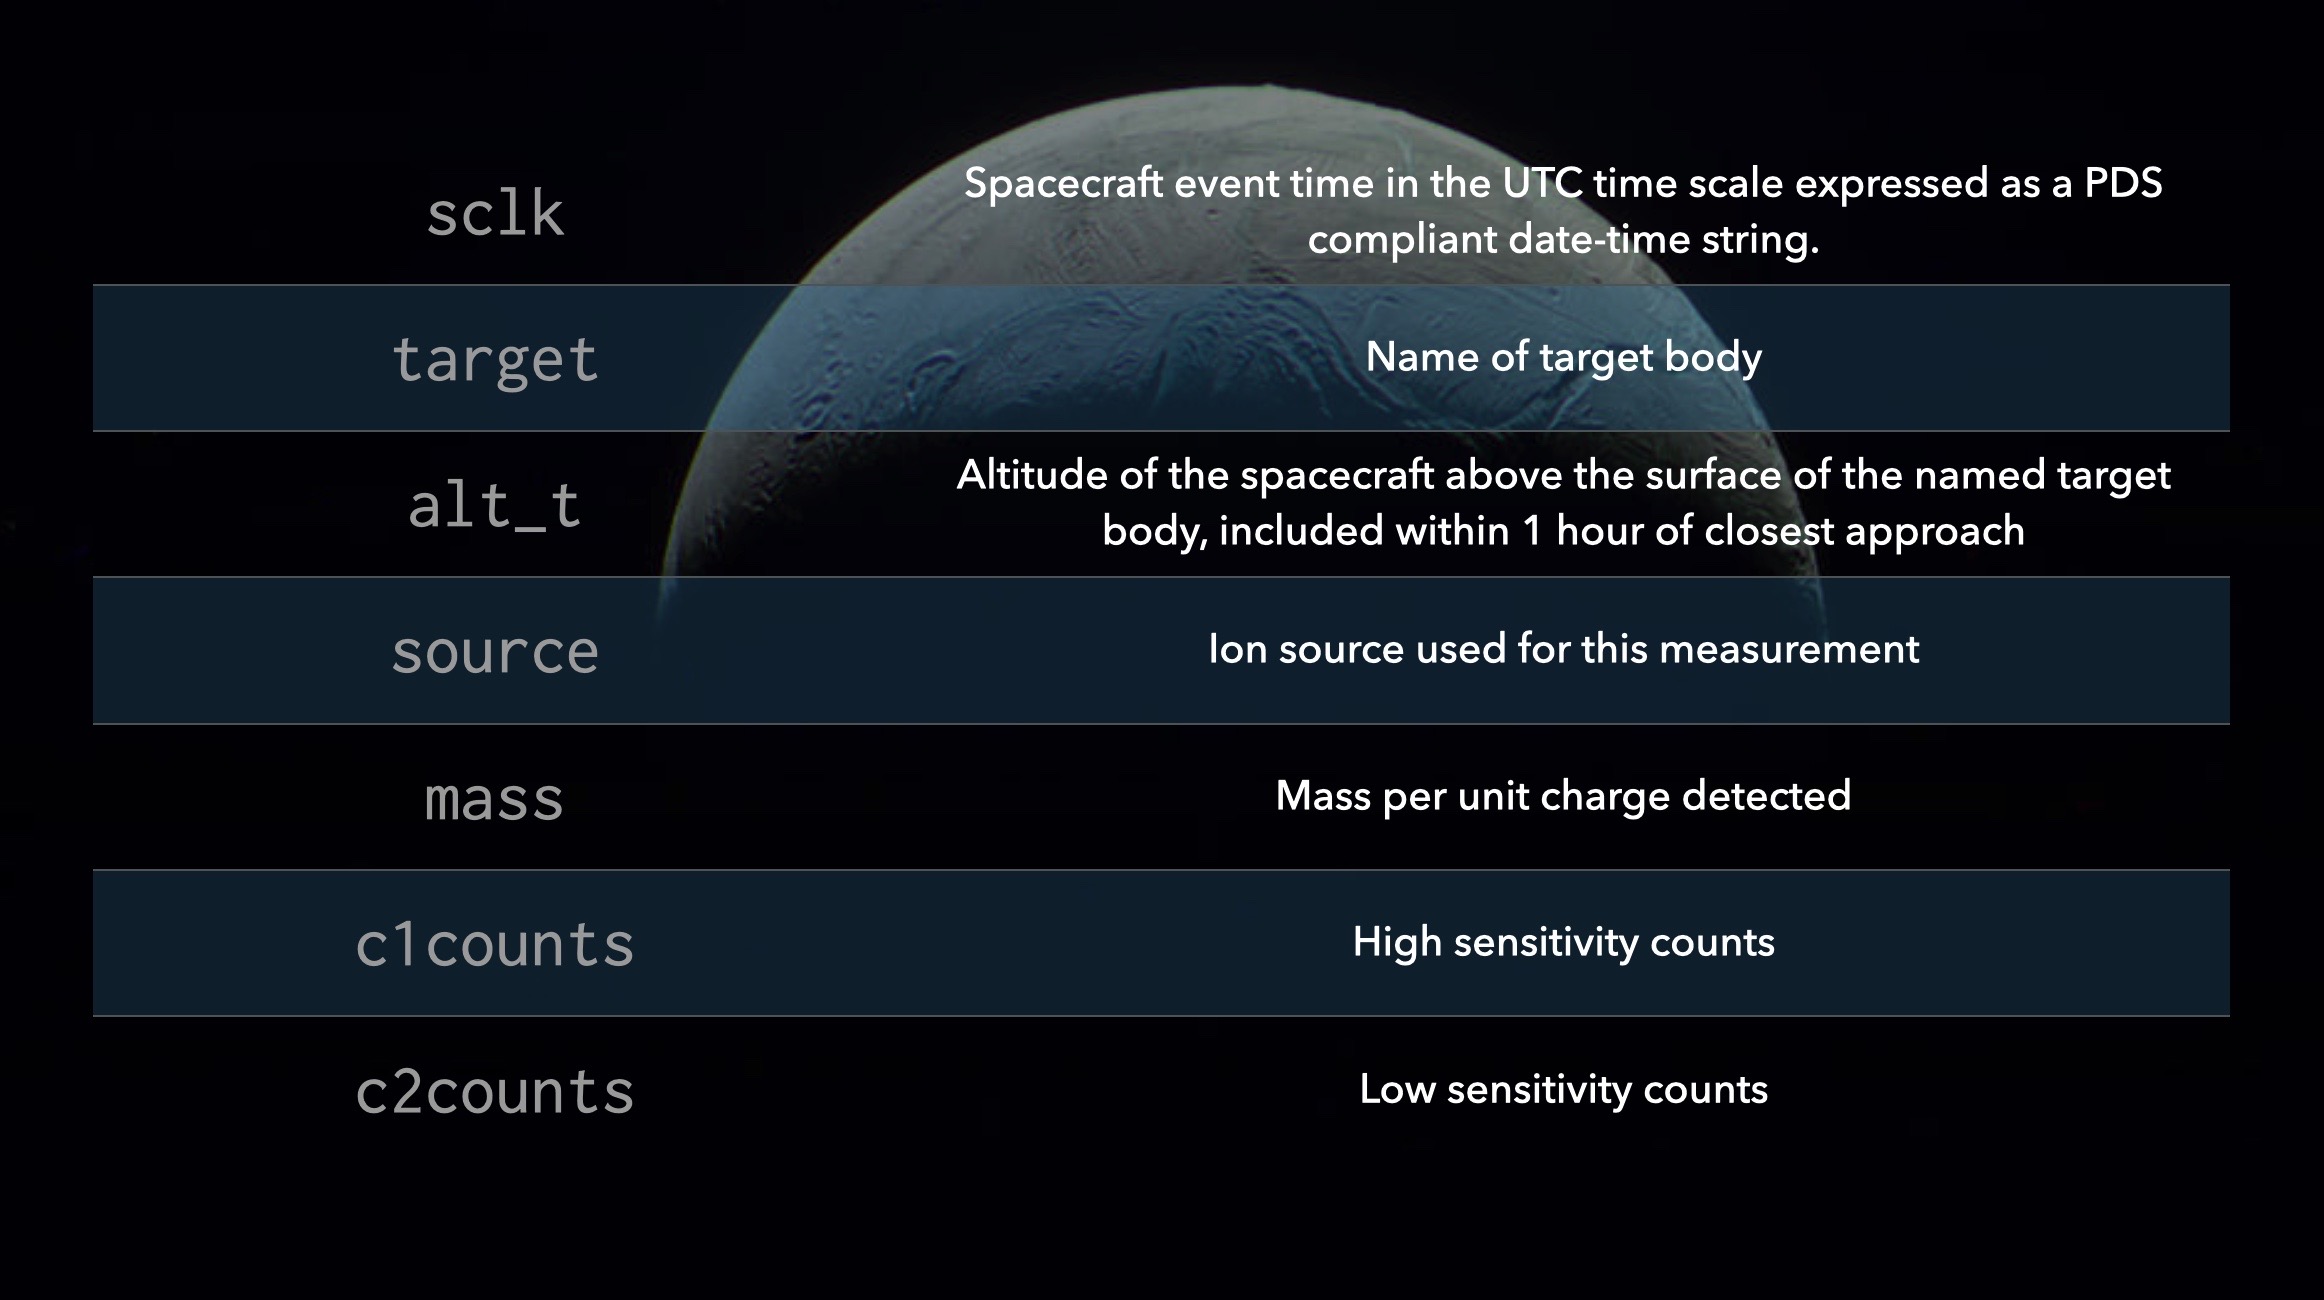 sclk
Spacecraft event time in the UTC time scale expressed as a PDS
compliant date-time string.
target
Name of target body
alt_t
Altitude of the spacecraft above the surface of the named target
body, included within 1 hour of closest approach
source
Ion source used for this measurement
mass
Mass per unit charge detected
c1counts
High sensitivity counts
c2counts
Low sensitivity counts